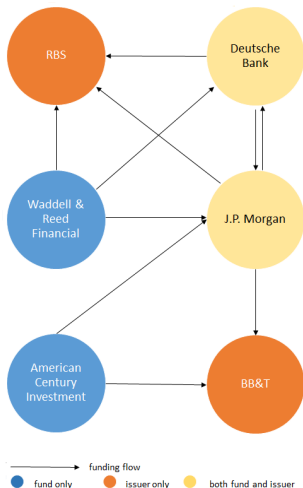 RBS
Deutsche
Bank
Waddell &
Reed
Financial
J.P. Morgan
American
Century
Investment
BB&T
funding flow
fund only
issuer only
both fund and issuer